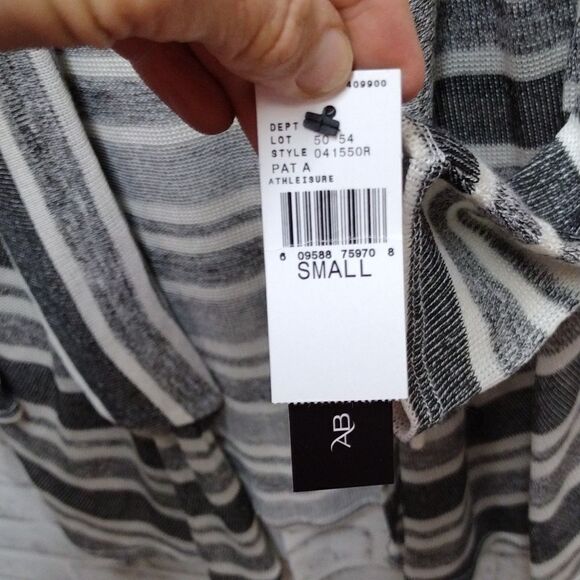 409900
DEPT
LOT 50 54
STYLE 041550R
PAT A
ATHLEISURE
6 09588 75970 8
SMALL
AB